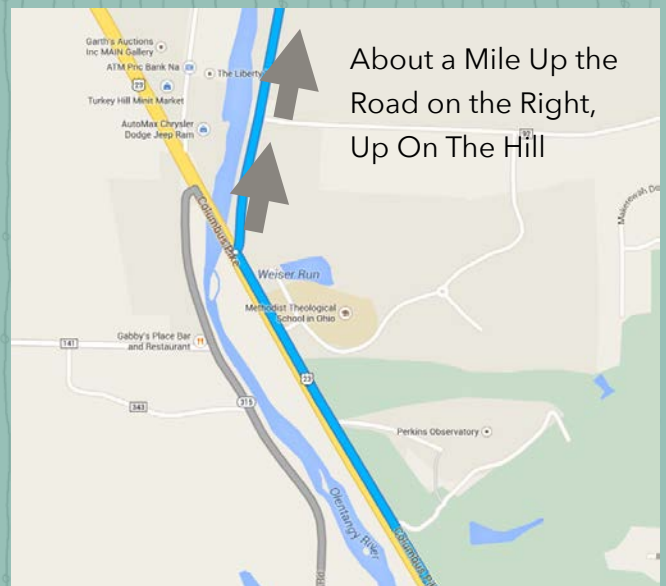 Garth's Auctions
Inc MAIN Gallery
ATM Pnc Bank Na
The Liberty
23
Turkey Hill Minit Market
AutoMax Chrysler
Dodge Jeep Ram
About a Mile Up the
Road on the Right,
Up On The Hill
92
Columbus Pike
Weiser Run
Methodist Theological
School in Ohio
Gabby's Place Bar
and Restaurant
141
343
315
23
Perkins Observatory
Olentangy River
Columbus